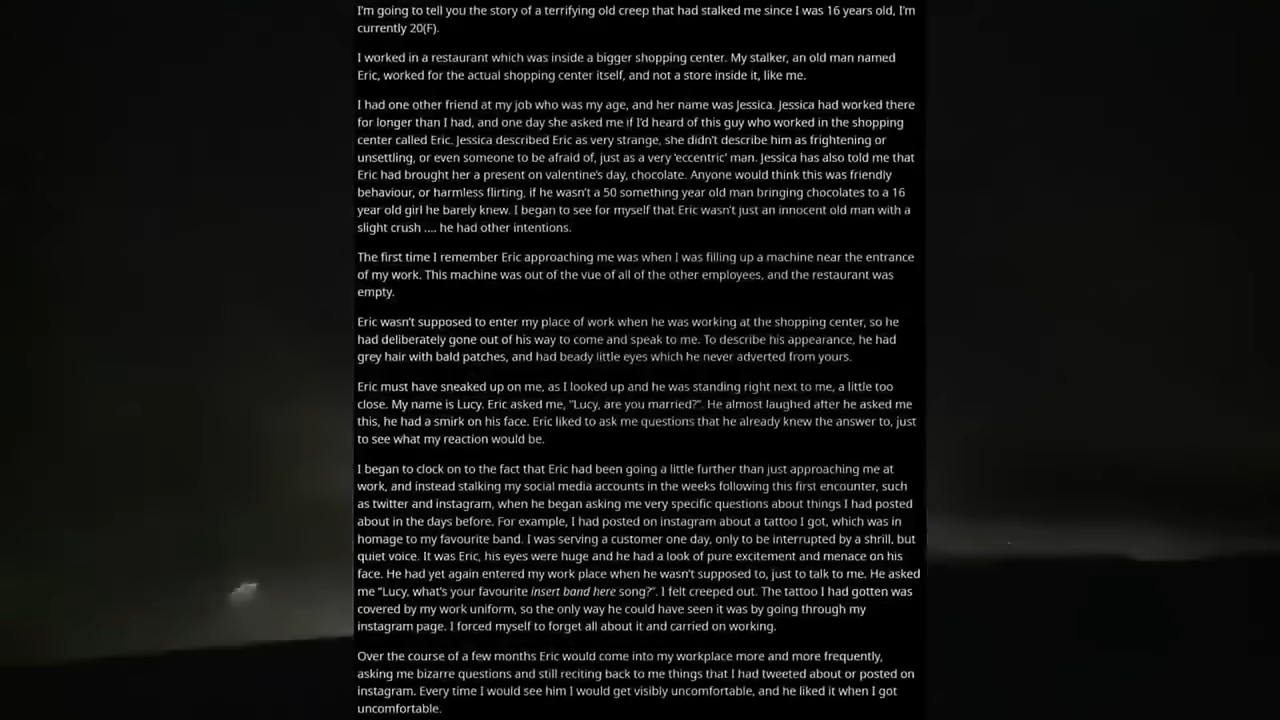 I'm going to tell you the story of a terrifying old creep that had stalked me since I was 16 years old, I'm
currently 20(F).
I worked in a restaurant which was inside a bigger shopping center. My stalker, an old man named
Eric, worked for the actual shopping center itself, and not a store inside it, like me.
I had one other friend at my job who was my age, and her name was Jessica. Jessica had worked there
for longer than I had, and one day she asked me if I'd heard of this guy who worked in the shopping
center called Eric. Jessica described Eric as very strange, she didn't describe him as frightening or
unsettling, or even someone to be afraid of, just as a very 'eccentric' man. Jessica has also told me that
Eric had brought her a present on valentine's day, chocolate. Anyone would think this was friendly
behaviour, or harmless flirting, if he wasn't a 50 something year old man bringing chocolates to a 16
year old girl he barely knew. I began to see for myself that Eric wasn't just an innocent old man with a
slight crush .... he had other intentions.
The first time I remember Eric approaching me was when I was filling up a machine near the entrance
of my work. This machine was out of the vue of all of the other employees, and the restaurant was
empty.
Eric wasn't supposed to enter my place of work when he was working at the shopping center, so he
had deliberately gone out of his way to come and speak to me. To describe his appearance, he had
grey hair with bald patches, and had beady little eyes which he never adverted from yours.
Eric must have sneaked up on me, as I looked up and he was standing right next to me, a little too
close. My name is Lucy. Eric asked me, "Lucy, are you married?". He almost laughed after he asked me
this, he had a smirk on his face. Eric liked to ask me questions that he already knew the answer to, just
to see what my reaction would be.
I began to clock on to the fact that Eric had been going a little further than just approaching me at
work, and instead stalking my social media accounts in the weeks following this first encounter, such
as twitter and instagram, when he began asking me very specific questions about things I had posted
about in the days before. For example, I had posted on instagram about a tattoo I got, which was in
homage to my favourite band. I was serving a customer one day, only to be interrupted by a shrill, but
quiet voice. It was Eric, his eyes were huge and he had a look of pure excitement and menace on his
face. He had yet again entered my work place when he wasn't supposed to, just to talk to me. He asked
me "Lucy, what's your favourite insert band here song?". I felt creeped out. The tattoo I had gotten was
covered by my work uniform, so the only way he could have seen it was by going through my
instagram page. I forced myself to forget all about it and carried on working.
Over the course of a few months Eric would come into my workplace more and more frequently,
asking me bizarre questions and still reciting back to me things that I had tweeted about or posted on
instagram. Every time I would see him I would get visibly uncomfortable, and he liked it when I got
uncomfortable.